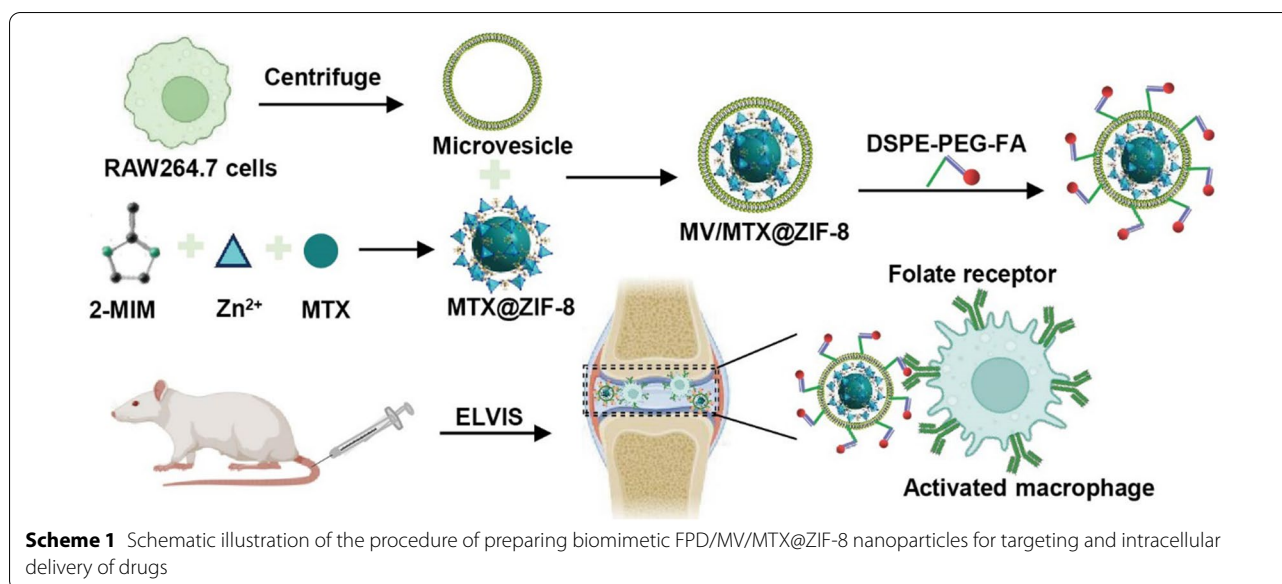 Centrifuge
RAW264.7 cells
Microvesicle
DSPE-PEG-FA
MV/MTX@ZIF-8
2-MIM
Zn²⁺
MTX
MTX@ZIF-8
Folate receptor
ELVIS
Activated macrophage
Scheme 1 Schematic illustration of the procedure of preparing biomimetic FPD/MV/MTX@ZIF-8 nanoparticles for targeting and intracellular
delivery of drugs